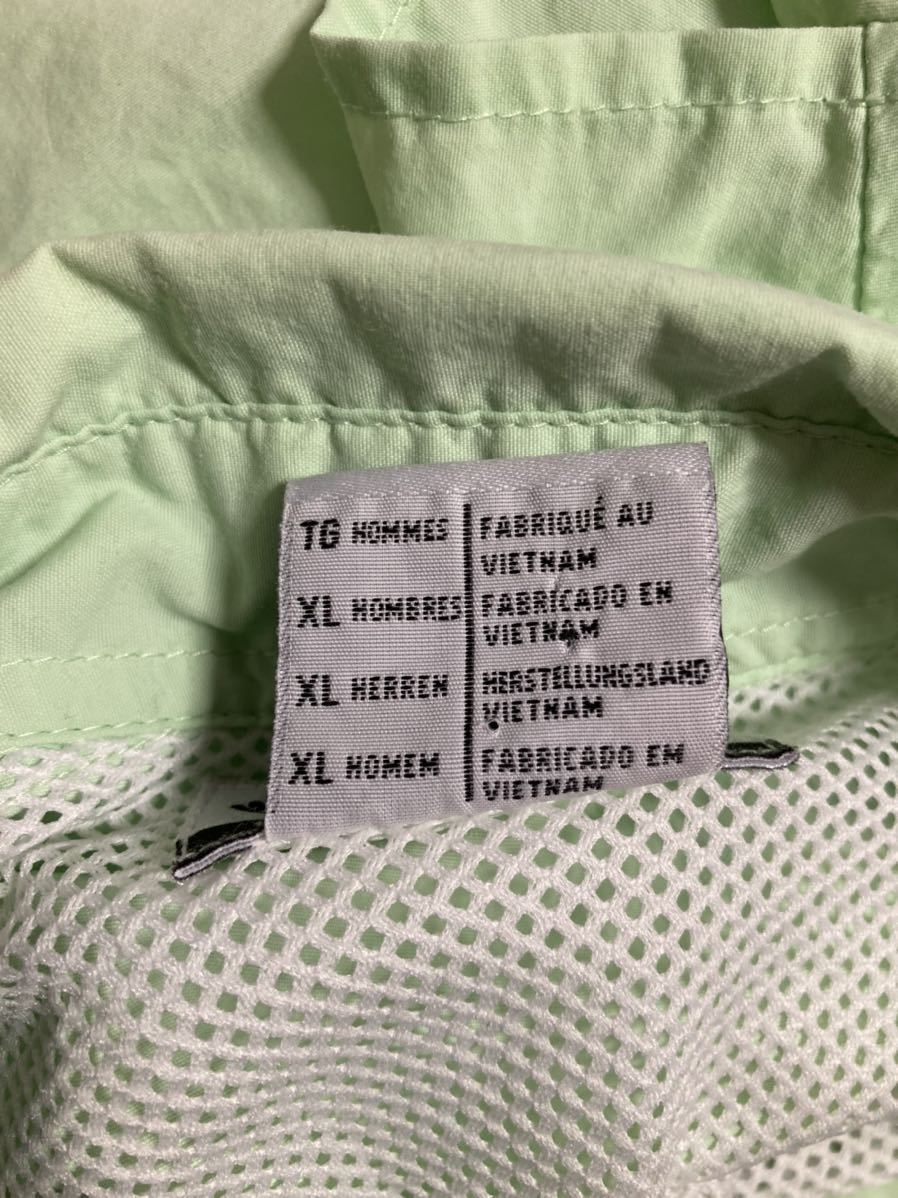 TG HOMMES
FABRIQUÉ AU
VIETNAM
XL HOMBRES
FABRICADO EN
VIETNAM
XL HERREN
HERSTELLUNGSLAND
VIETNAM
XL HOMEM
FABRICADO EM
VIETNAM